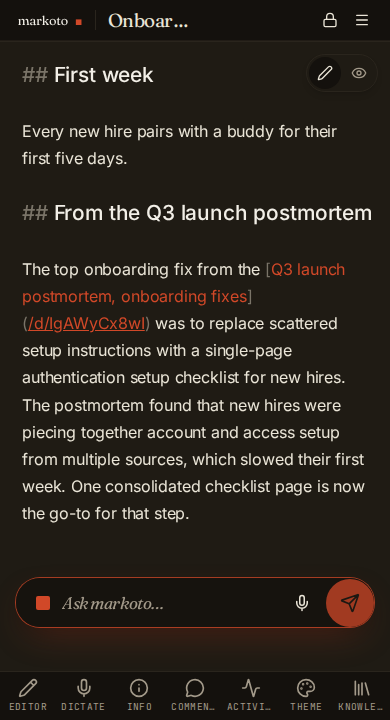 markoto
Onboar...
## First week
Every new hire pairs with a buddy for their
first five days.
## From the Q3 launch postmortem
The top onboarding fix from the [Q3 launch
postmortem, onboarding fixes]
(/d/IgAWyCx8wI) was to replace scattered
setup instructions with a single-page
authentication setup checklist for new hires.
The postmortem found that new hires were
piecing together account and access setup
from multiple sources, which slowed their first
week. One consolidated checklist page is now
the go-to for that step.
Ask markoto...
EDITOR DICTATE INFO COMMEN… ACTIVI… THEME KNOWLE…